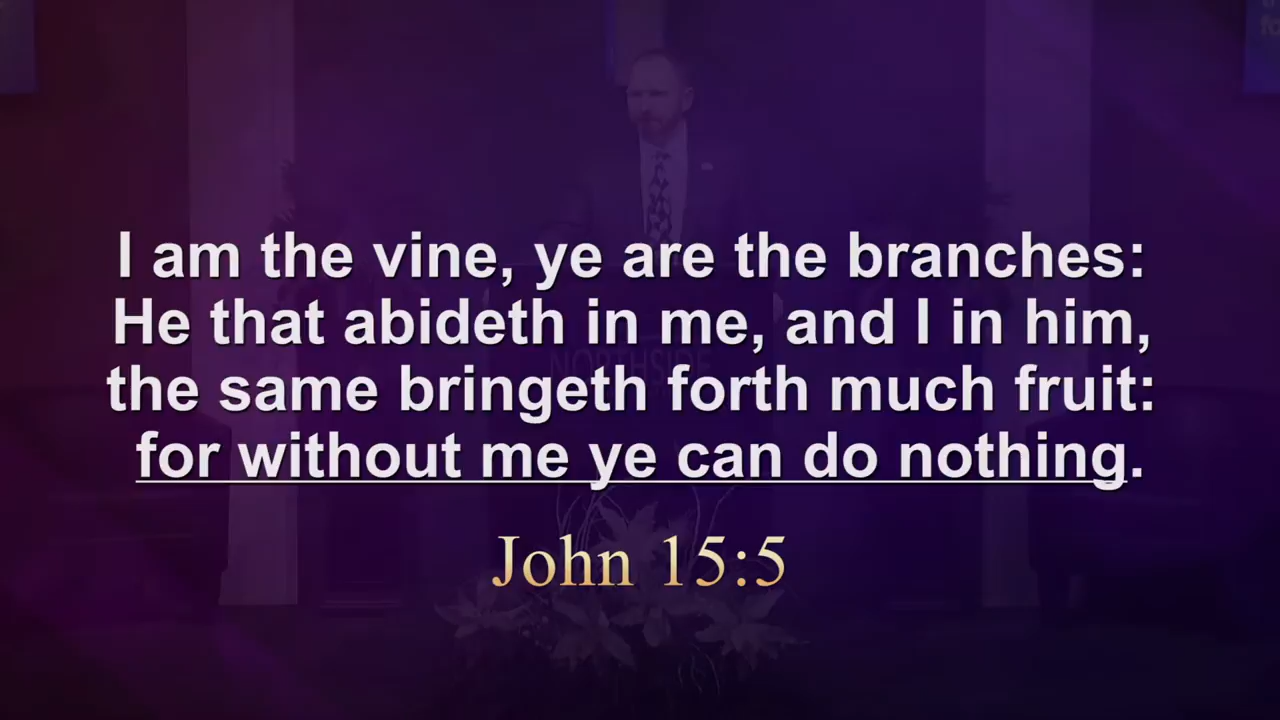 I am the vine, ye are the branches:
He that abideth in me, and I in him,
the same bringeth forth much fruit:
for without me ye can do nothing.
John 15:5
NORTHSIDE